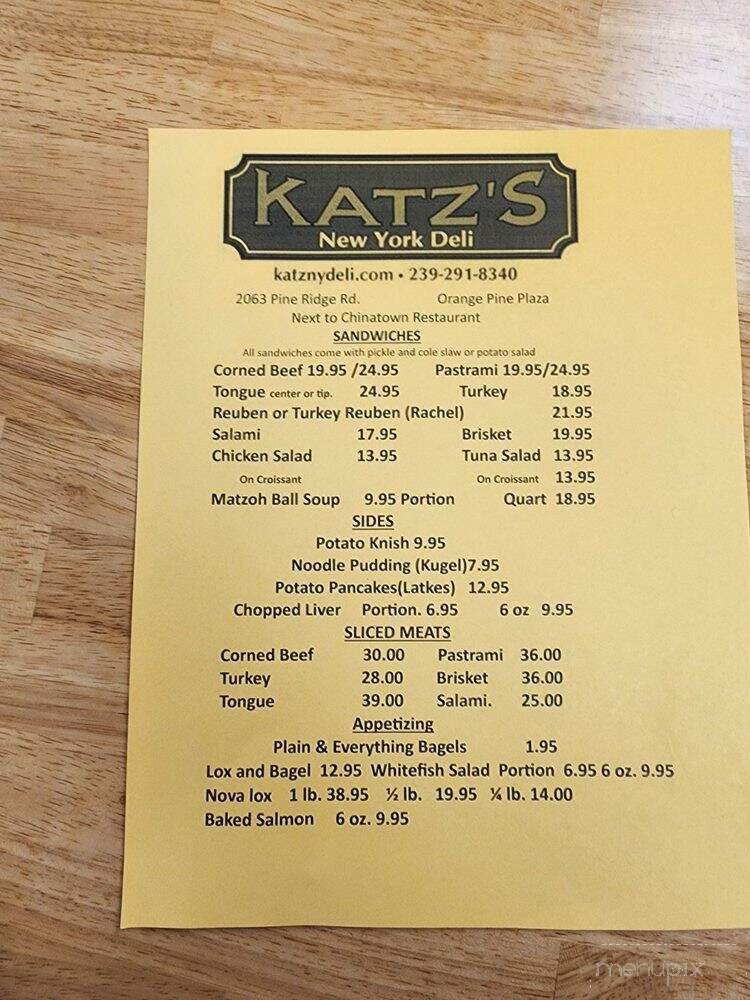 KATZ'S
New York Deli
katznydeli.com • 239-291-8340
2063 Pine Ridge Rd. Orange Pine Plaza
Next to Chinatown Restaurant
SANDWICHES
All sandwiches come with pickle and cole slaw or potato salad
Corned Beef 19.95 /24.95 Pastrami 19.95/24.95
Tongue center or tip. 24.95 Turkey 18.95
Reuben or Turkey Reuben (Rachel) 21.95
Salami 17.95 Brisket 19.95
Chicken Salad 13.95 Tuna Salad 13.95
On Croissant On Croissant 13.95
Matzoh Ball Soup 9.95 Portion Quart 18.95
SIDES
Potato Knish 9.95
Noodle Pudding (Kugel)7.95
Potato Pancakes(Latkes) 12.95
Chopped Liver Portion. 6.95 6 oz 9.95
SLICED MEATS
Corned Beef 30.00 Pastrami 36.00
Turkey 28.00 Brisket 36.00
Tongue 39.00 Salami. 25.00
Appetizing
Plain & Everything Bagels 1.95
Lox and Bagel 12.95 Whitefish Salad Portion 6.95 6 oz. 9.95
Nova lox 1 lb. 38.95 ½ lb. 19.95 ¼ lb. 14.00
Baked Salmon 6 oz. 9.95
menupix